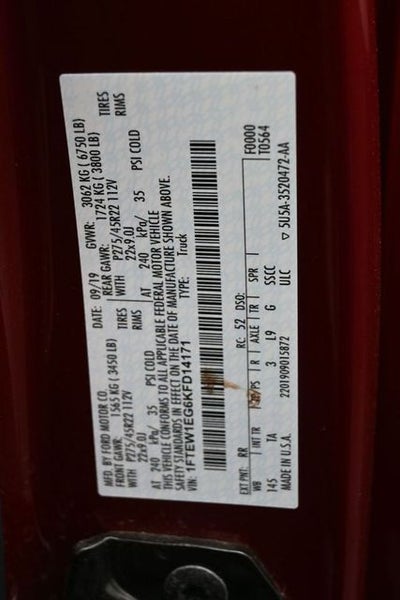 MFD. BY FORD MOTOR CO.
DATE: 09/19 GVWR: 3062 KG ( 6750 LB)
FRONT GAWR: 1565 KG ( 3450 LB) REAR GAWR: 1724 KG ( 3800 LB)
WITH P275/45R22 112V TIRES WITH P275/45R22 112V TIRES
22x9.0J RIMS 22x9.0J RIMS
AT 240 kPa/ 35 PSI COLD AT 240 kPa/ 35 PSI COLD
THIS VEHICLE CONFORMS TO ALL APPLICABLE FEDERAL MOTOR VEHICLE
SAFETY STANDARDS IN EFFECT ON THE DATE OF MANUFACTURE SHOWN ABOVE.
VIN: 1FTEW1EG6KFD14171 TYPE: Truck
EXT PNT: RR RC: 52 DSO: F0000
T0564
WB INT TR TP/PS R AXLE TR SPR
145 TA 3 L9 G SSCC
MADE IN U.S.A. 2201909015872 ULC ▽ 5U5A-3520472-AA